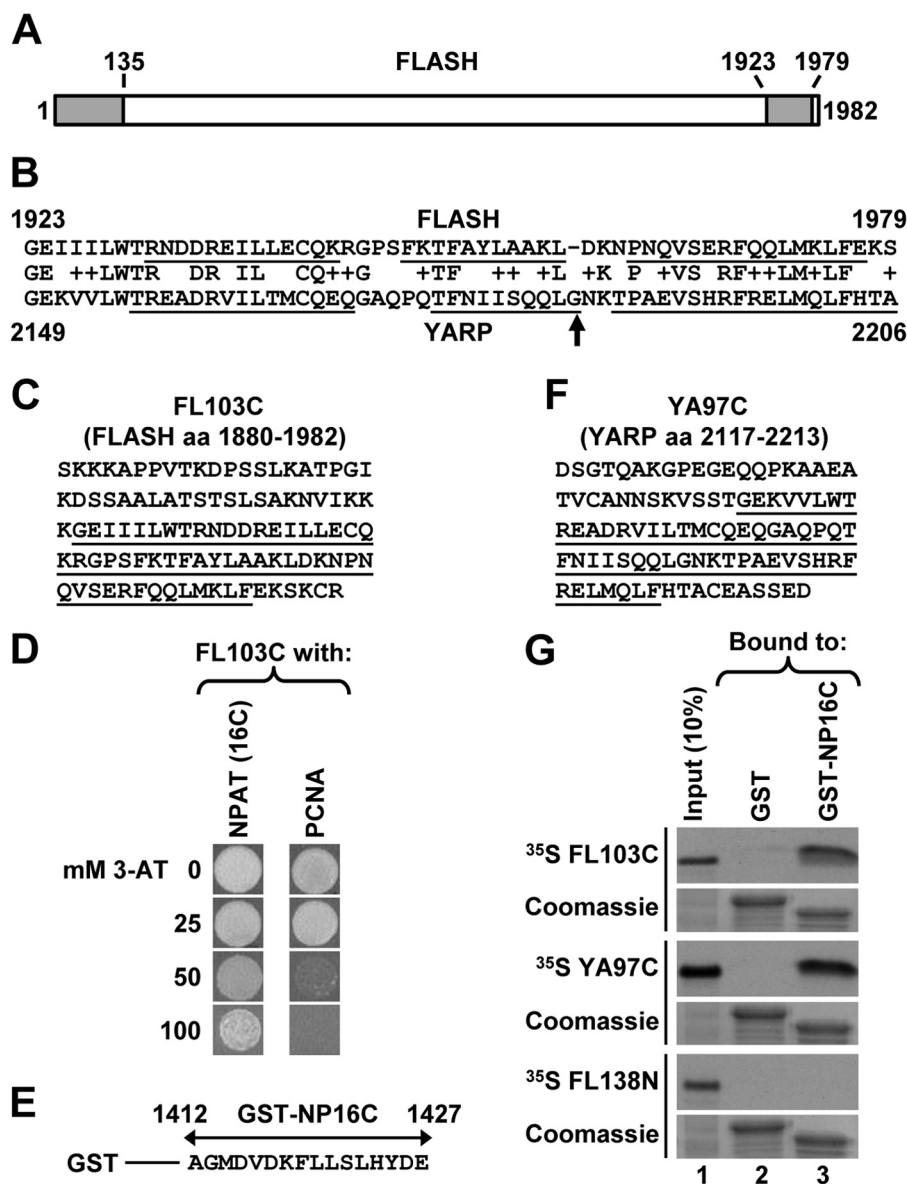 A
135 FLASH 1923 1979
1 1982
B
1923 FLASH 1979
GEIIILWTRNDDREILLECQKRGPSFKTFAYLAAKL-DKNPNQVSERFQQLMKLFEKS
GE ++LWTR DR IL CQ++G +TF ++ +L +K P +VS RF++LM+LF +
GEKVVLWTREADRVILTMCQEQGAQPQTFNIISQQLGNKTPAEVSHRFRELMQLFHTA
2149 YARP 2206
C
FL103C
(FLASH aa 1880-1982)
SKKKAPPVTKDPSSLKATPGI
KDSSAALATSTSLSAKNVIKK
KGEIIILWTRNDDREILLECQ
KRGPSFKTFAYLAAKLDKNPN
QVSERFQQLMKLFEKSKCR
F
YA97C
(YARP aa 2117-2213)
DSGTQAKGPEGEQQPKAAEA
TVCANNSKVSSTGEKVVLWT
READRVILTMCQEQGAQPQT
FNIISQQLGNKTPAEVSHRF
RELMQLFHTACEASSED
D
FL103C with:
NPAT (16C)
PCNA
mM 3-AT 0
25
50
100
E
1412 GST-NP16C 1427
GST AGMDVDKFLLSLHYDE
G
Bound to:
Input (10%)
GST
GST-NP16C
35S FL103C
Coomassie
35S YA97C
Coomassie
35S FL138N
Coomassie
1 2 3